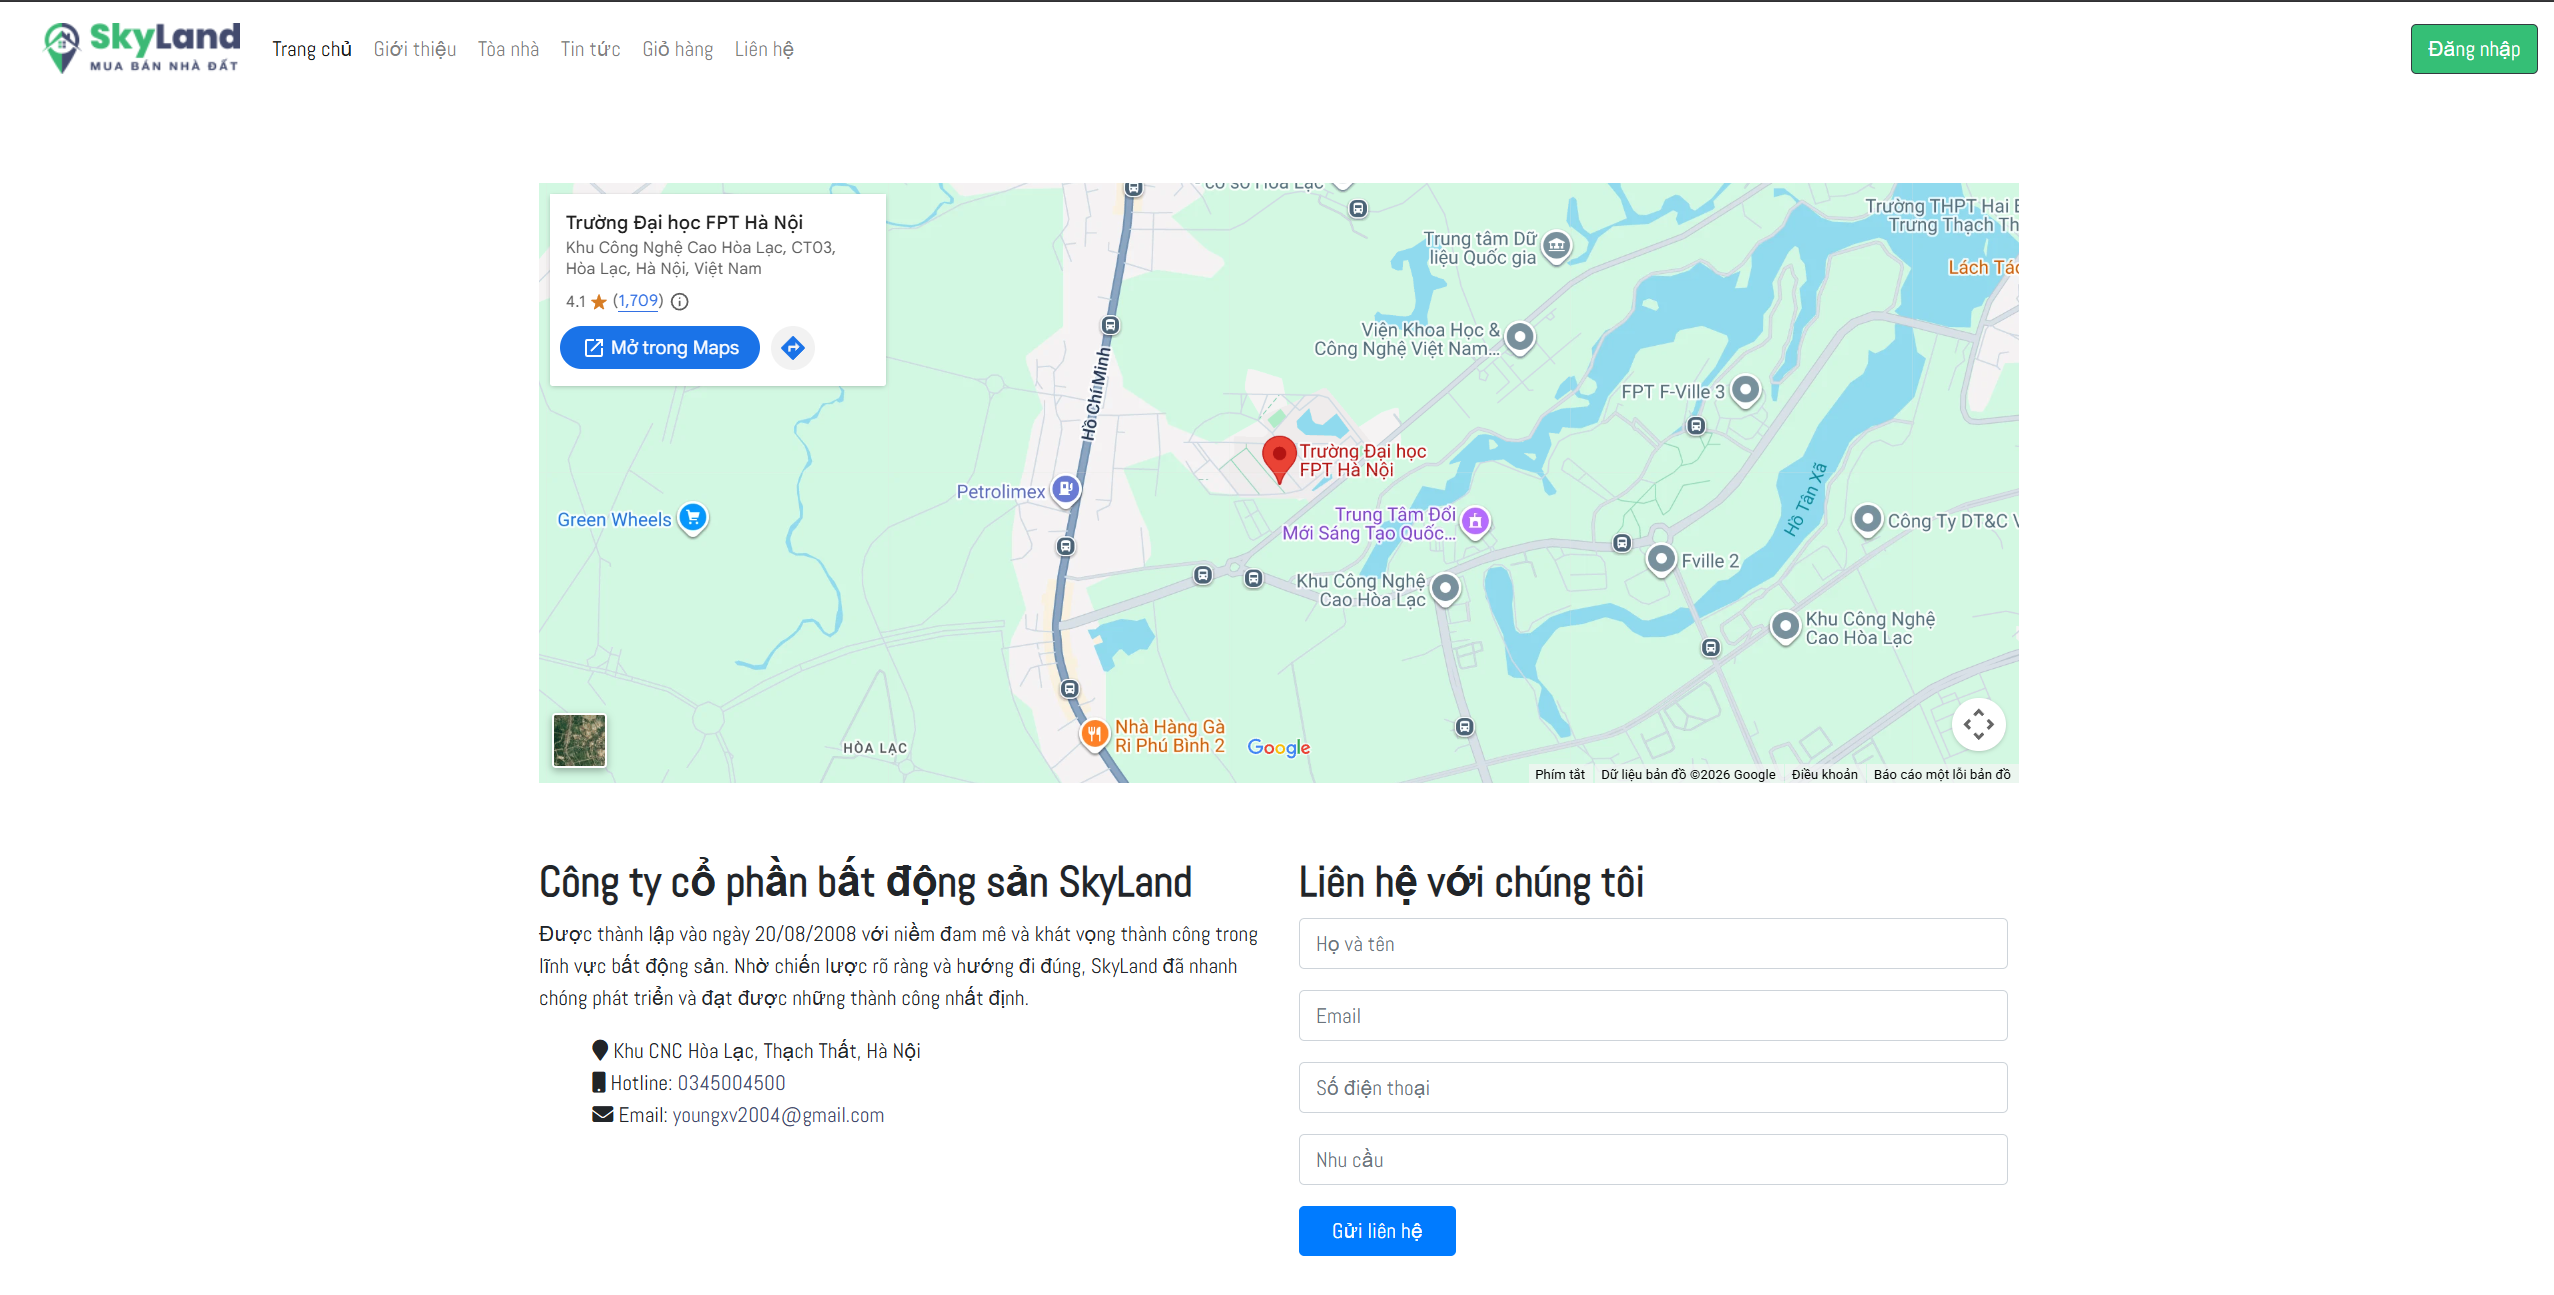 SkyLand
MUA BÁN NHÀ ĐẤT
Trang chủ
Giới thiệu
Tòa nhà
Tin tức
Giỏ hàng
Liên hệ
Đăng nhập
Trường Đại học FPT Hà Nội
Khu Công Nghệ Cao Hòa Lạc, CT03,
Hòa Lạc, Hà Nội, Việt Nam
4.1 ★ (1,709)
Mở trong Maps
Trường THPT Hai
Trưng Thạch Th
Trung tâm Dữ
liệu Quốc gia
Lách Tác
Viện Khoa Học &
Công Nghệ Việt Nam...
Hồ Chí Minh
FPT F-Ville 3
Trường Đại học
FPT Hà Nội
Petrolimex
Green Wheels
Trung Tâm Đổi
Mới Sáng Tạo Quốc...
Hồ Tân Xã
Công Ty DT&C
Fville 2
Khu Công Nghệ
Cao Hòa Lạc
Khu Công Nghệ
Cao Hòa Lạc
Nhà Hàng Gà
Ri Phú Bình 2
HÒA LẠC
Google
Phím tắt
Dữ liệu bản đồ ©2026 Google
Điều khoản
Báo cáo một lỗi bản đồ
Công ty cổ phần bất động sản SkyLand
Được thành lập vào ngày 20/08/2008 với niềm đam mê và khát vọng thành công trong
lĩnh vực bất động sản. Nhờ chiến lược rõ ràng và hướng đi đúng, SkyLand đã nhanh
chóng phát triển và đạt được những thành công nhất định.
Khu CNC Hòa Lạc, Thạch Thất, Hà Nội
Hotline: 0345004500
Email: youngxv2004@gmail.com
Liên hệ với chúng tôi
Họ và tên
Email
Số điện thoại
Nhu cầu
Gửi liên hệ